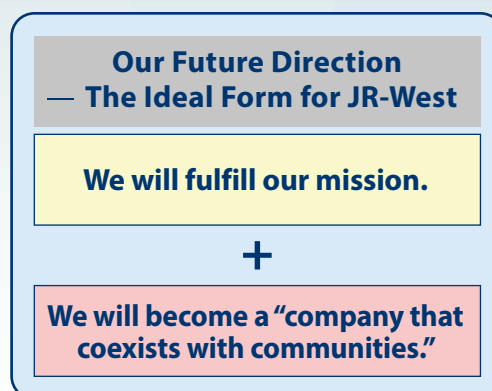 Our Future Direction
— The Ideal Form for JR-West
We will fulfill our mission.
+
We will become a “company that
coexists with communities.”